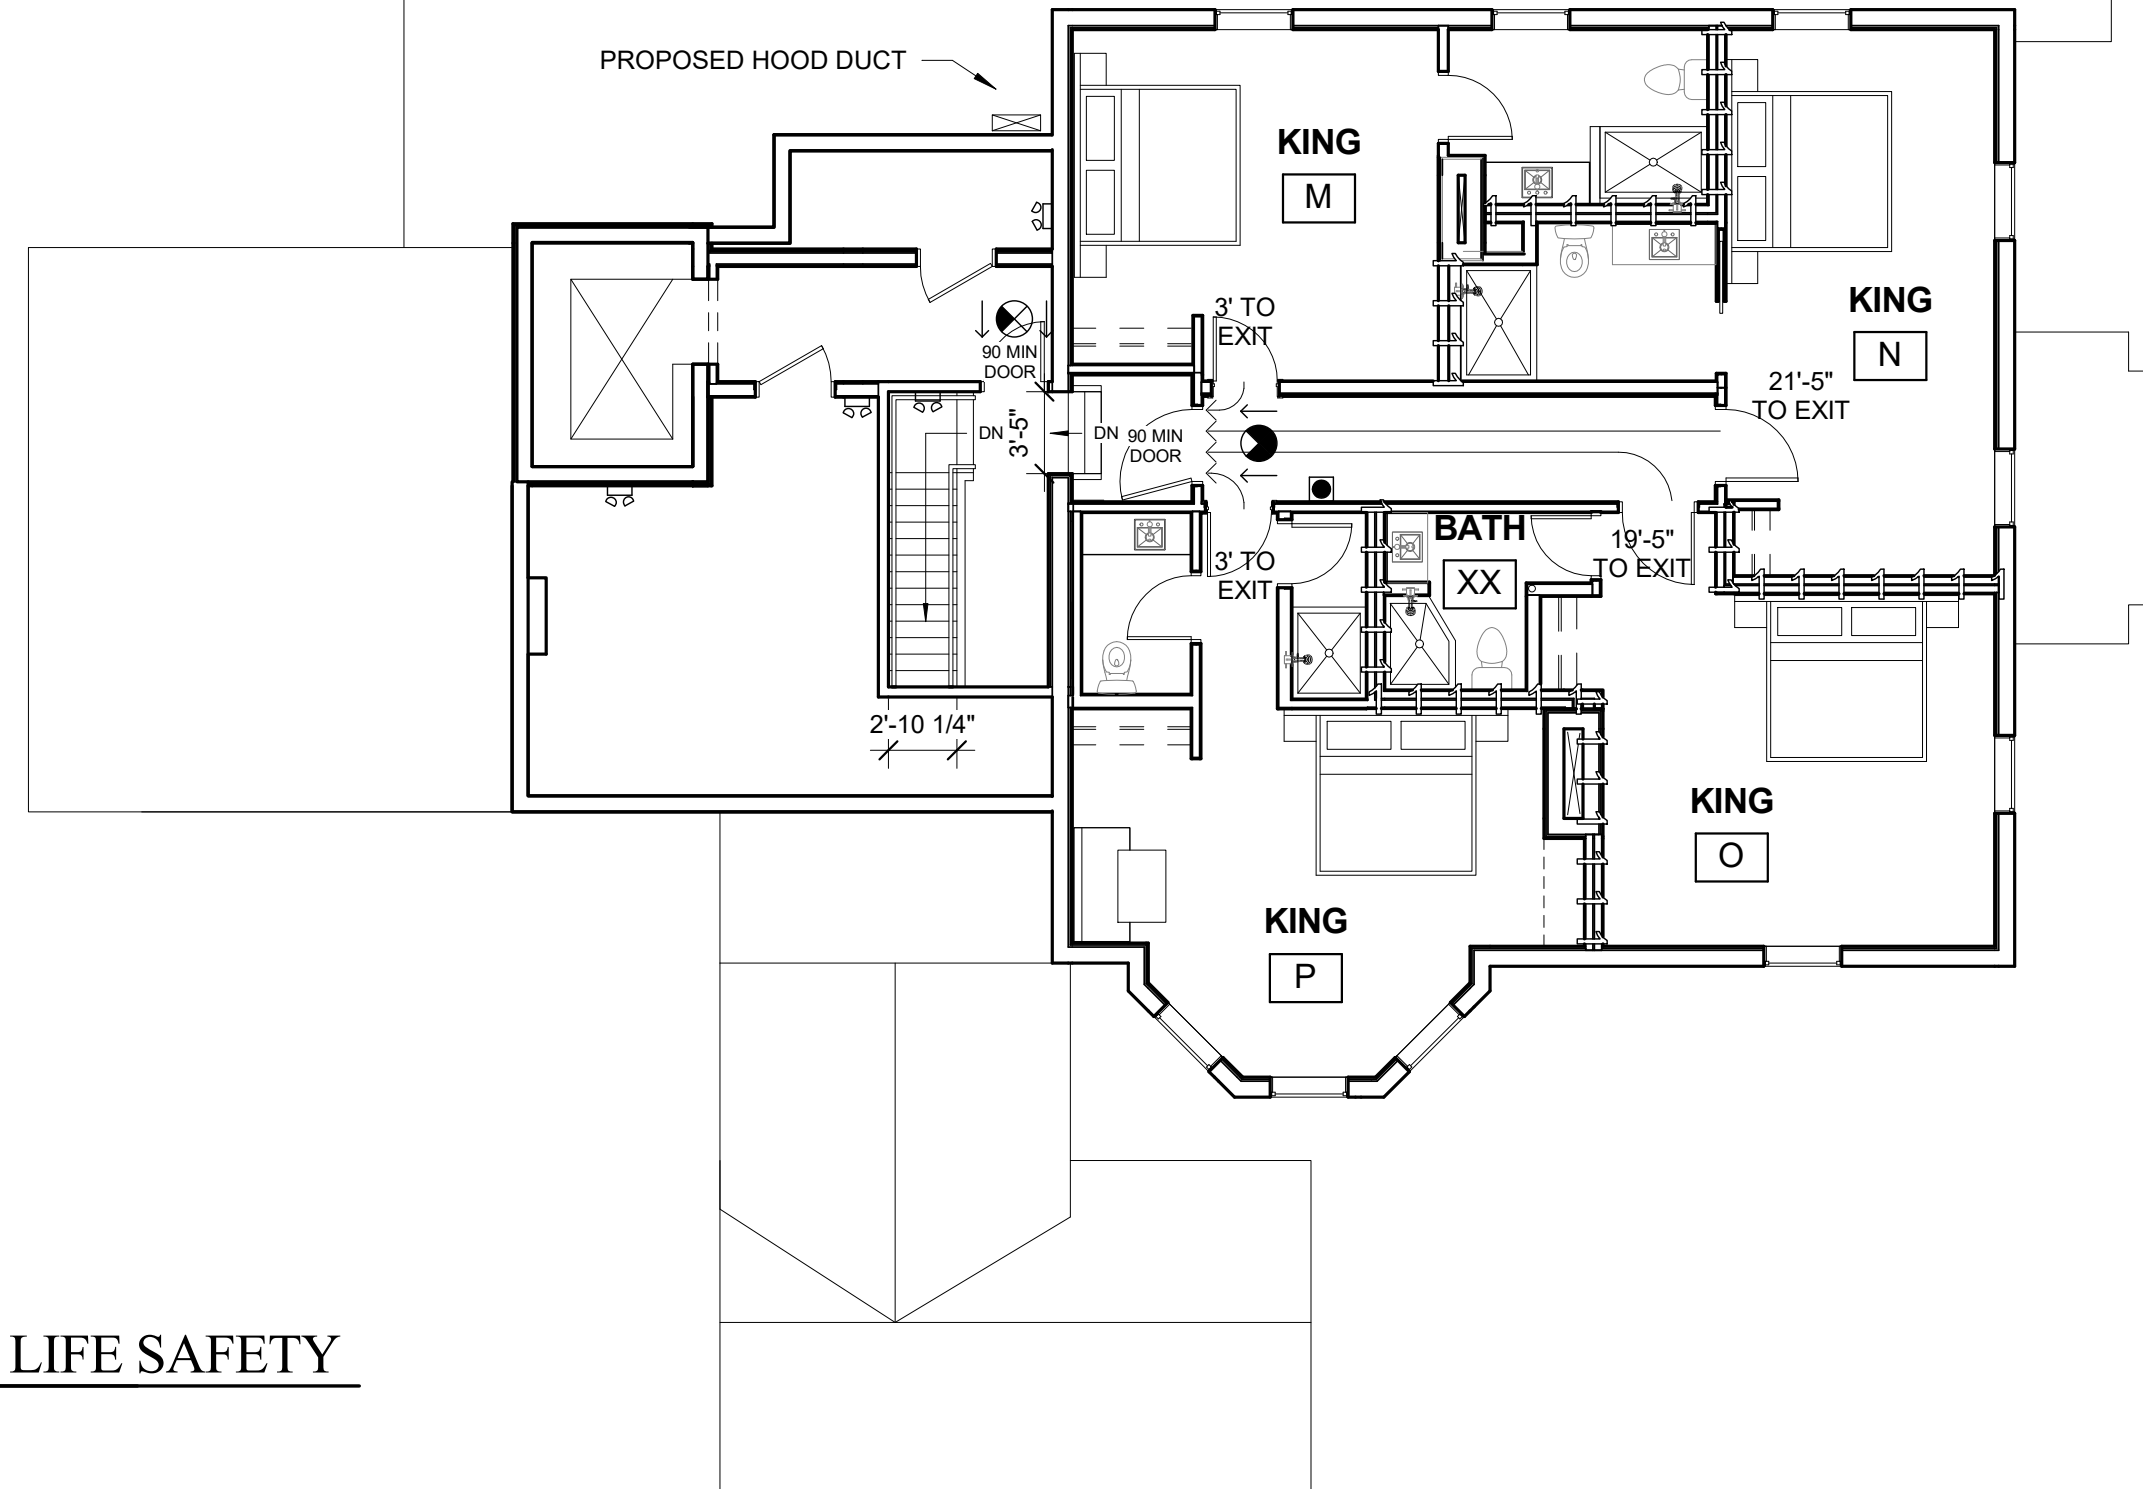 PROPOSED HOOD DUCT
KING
M
KING
N
3' TO
EXIT
90 MIN
DOOR
21'-5"
TO EXIT
DN
3'-5"
DN
90 MIN
DOOR
BATH
XX
19'-5"
TO EXIT
3' TO
EXIT
2'-10 1/4"
KING
O
KING
P
LIFE SAFETY